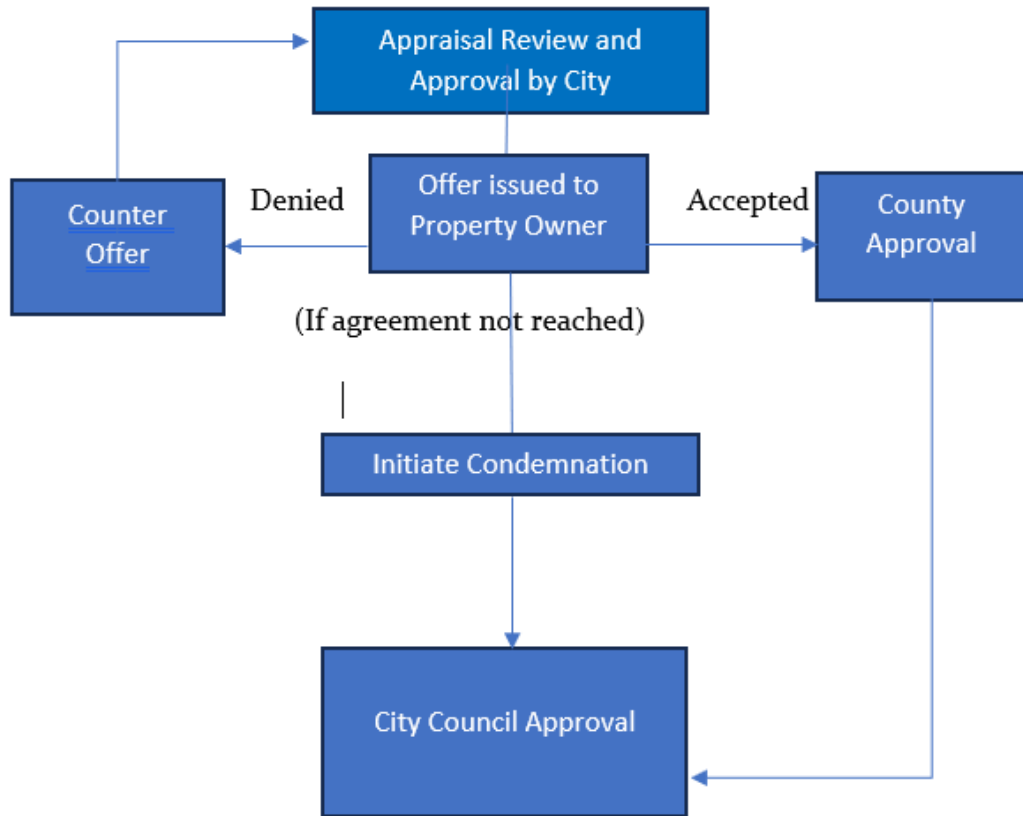 Appraisal Review and
Approval by City
Denied
Offer issued to
Property Owner
Accepted
Counter
Offer
County
Approval
(If agreement not reached)
Initiate Condemnation
City Council Approval